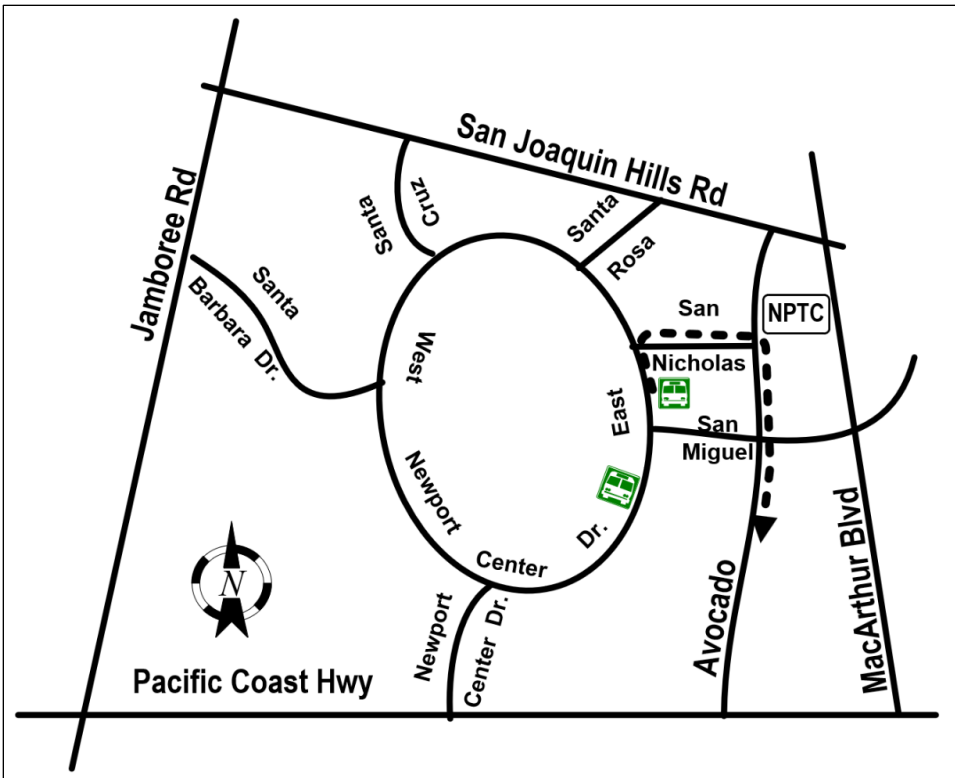 San Joaquin Hills Rd
Jamboree Rd
Santa
Cruz
Santa
Rosa
Santa
Barbara Dr.
San
Nicholas
NPTC
West
East
San
Miguel
Newport
Center
Dr.
Newport
Center Dr.
Avocado
MacArthur Blvd
N
Pacific Coast Hwy